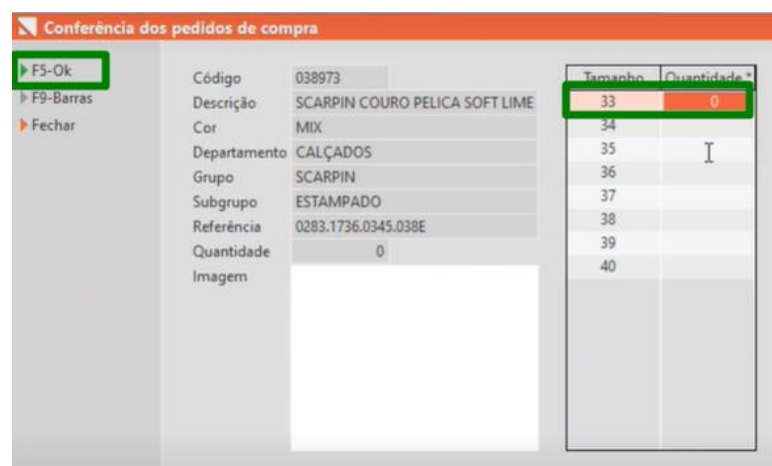 Conferência dos pedidos de compra
F5-Ok
F9-Barras
Fechar
Código 038973
Descrição SCARPIN COURO PELICA SOFT LIME
Cor MIX
Departamento CALÇADOS
Grupo SCARPIN
Subgrupo ESTAMPADO
Referência 0283.1736.0345.038E
Quantidade 0
Imagem
Tamanho Quantidade *
33 0
34
35
36
37
38
39
40